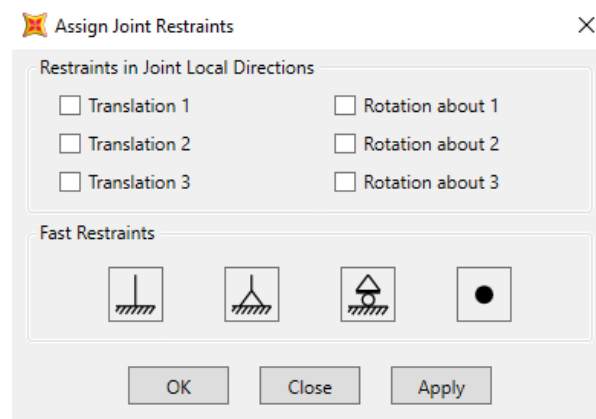 Assign Joint Restraints
Restraints in Joint Local Directions
Translation 1
Rotation about 1
Translation 2
Rotation about 2
Translation 3
Rotation about 3
Fast Restraints
OK
Close
Apply